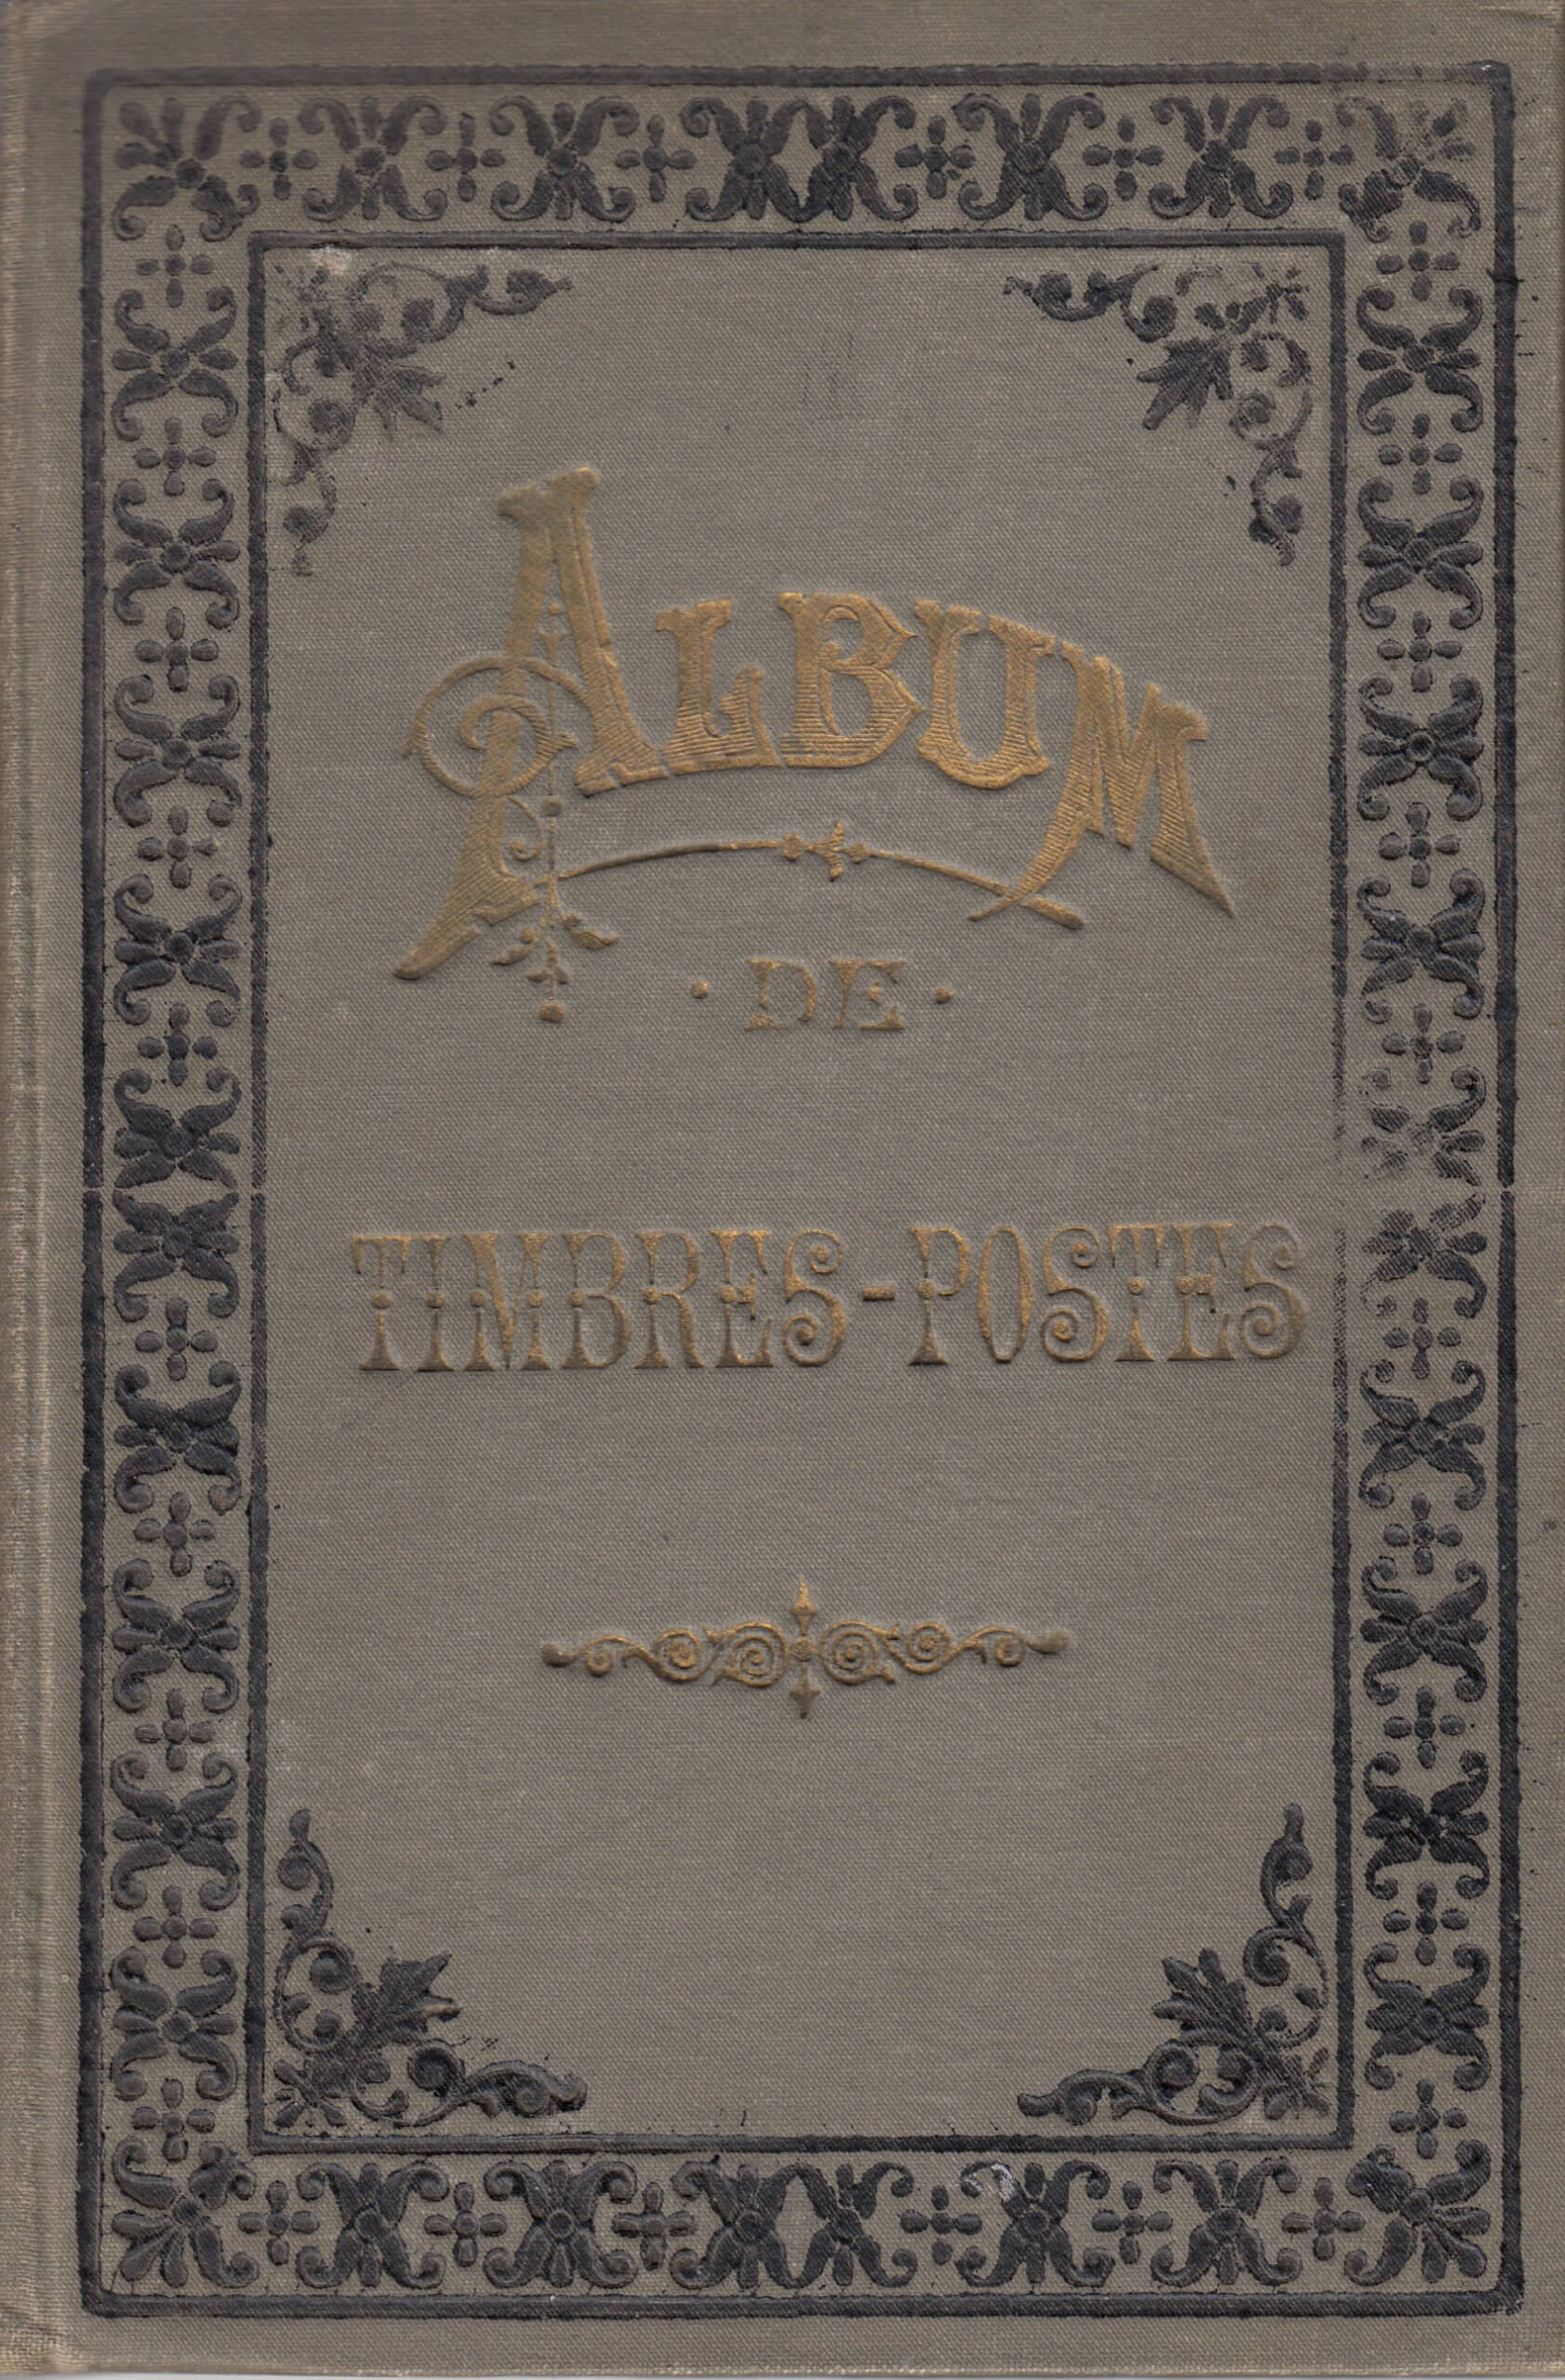 ALBUM
· DE ·
TIMBRES-POSTES